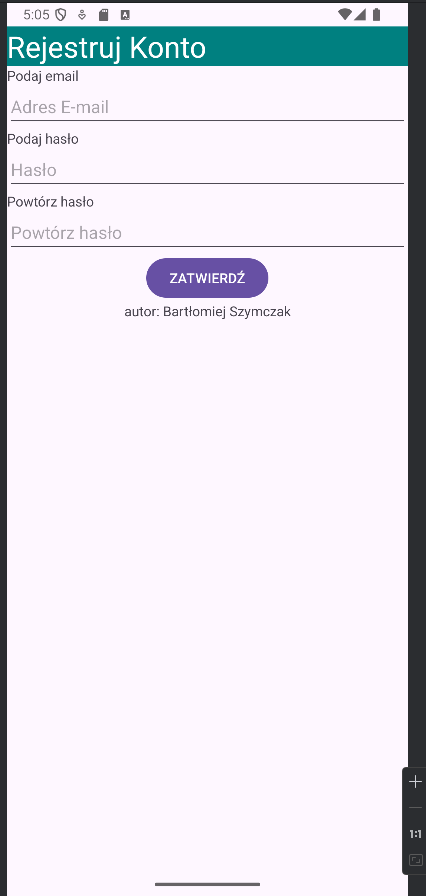 5:05
Rejestruj Konto
Podaj email
Adres E-mail
Podaj hasło
Hasło
Powtórz hasło
Powtórz hasło
ZATWIERDŹ
autor: Bartłomiej Szymczak
1:1